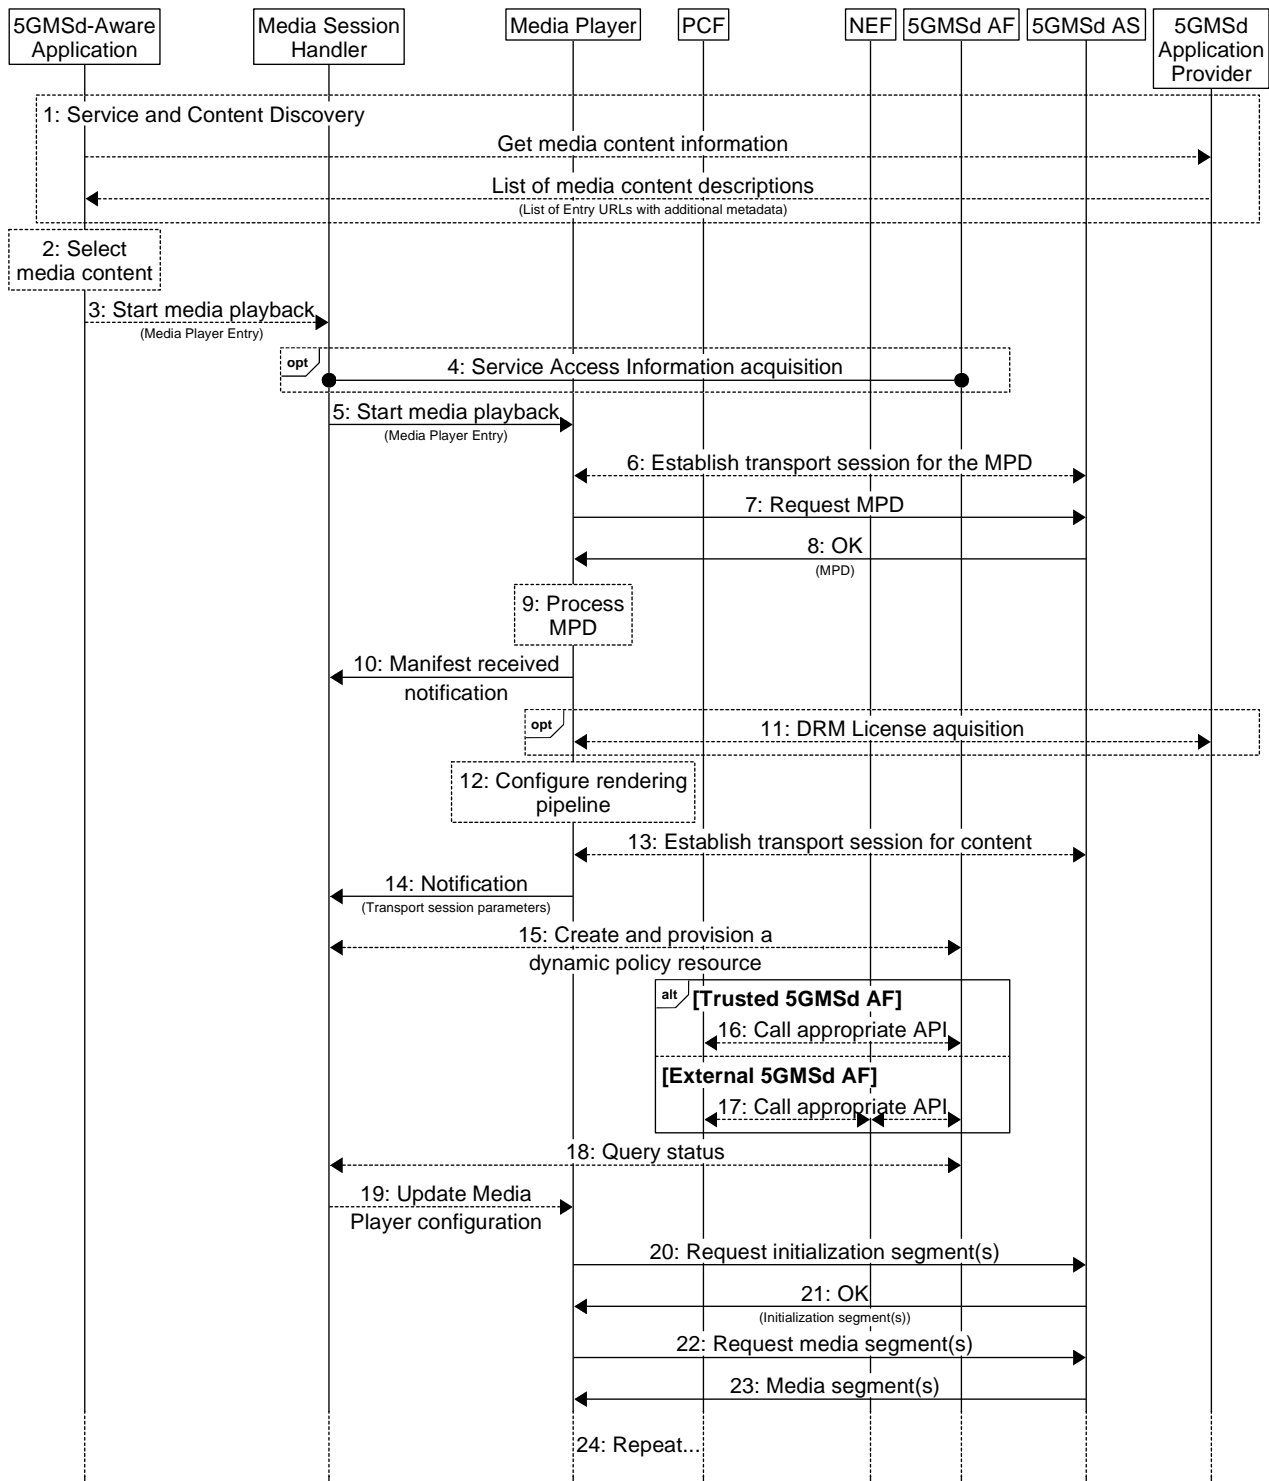 5GMSd-Aware
Application
Media Session
Handler
Media Player
PCF
NEF
5GMSd AF
5GMSd AS
5GMSd
Application
Provider
1: Service and Content Discovery
Get media content information
List of media content descriptions
(List of Entry URLs with additional metadata)
2: Select
media content
3: Start media playback
(Media Player Entry)
opt
4: Service Access Information acquisition
5: Start media playback
(Media Player Entry)
6: Establish transport session for the MPD
7: Request MPD
8: OK
(MPD)
9: Process
MPD
10: Manifest received
notification
opt
11: DRM License aquisition
12: Configure rendering
pipeline
13: Establish transport session for content
14: Notification
(Transport session parameters)
15: Create and provision a
dynamic policy resource
alt
[Trusted 5GMSd AF]
16: Call appropriate API
[External 5GMSd AF]
17: Call appropriate API
18: Query status
19: Update Media
Player configuration
20: Request initialization segment(s)
21: OK
(Initialization segment(s))
22: Request media segment(s)
23: Media segment(s)
24: Repeat...